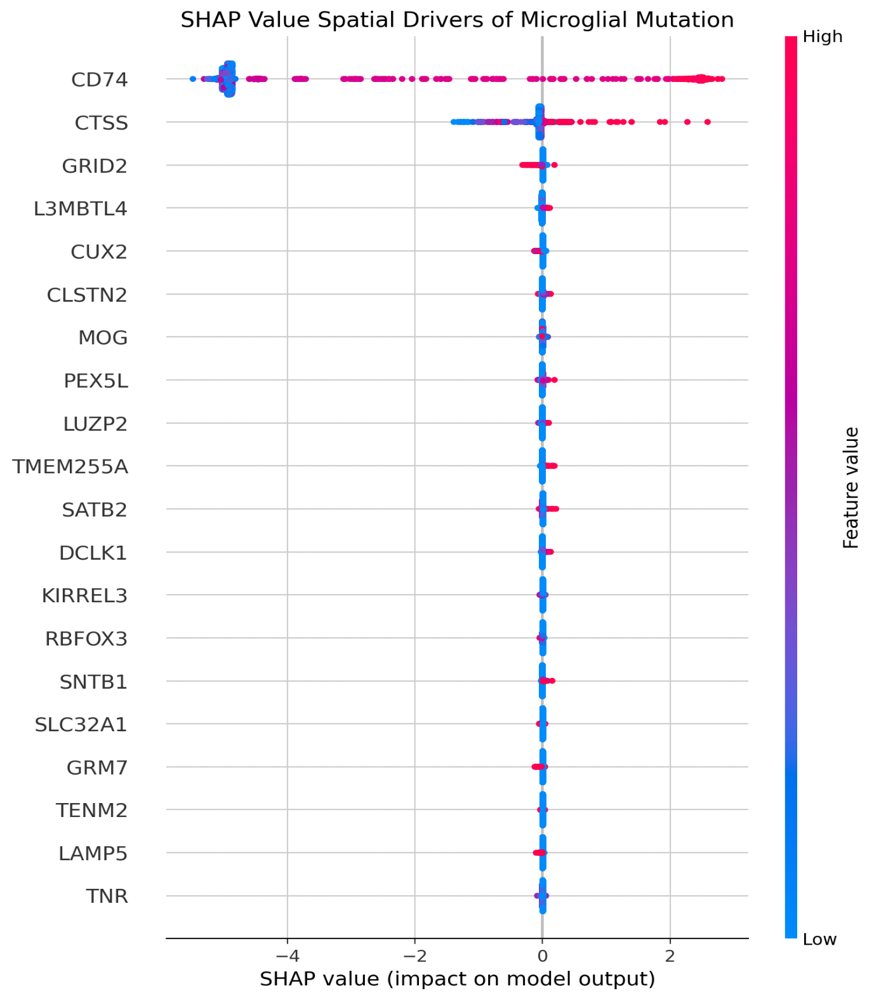 SHAP Value Spatial Drivers of Microglial Mutation
High
CD74
CTSS
GRID2
L3MBTL4
CUX2
CLSTN2
MOG
PEX5L
LUZP2
TMEM255A
SATB2
DCLK1
KIRREL3
RBFOX3
SNTB1
SLC32A1
GRM7
TENM2
LAMP5
TNR
Feature value
Low
−4 −2 0 2
SHAP value (impact on model output)